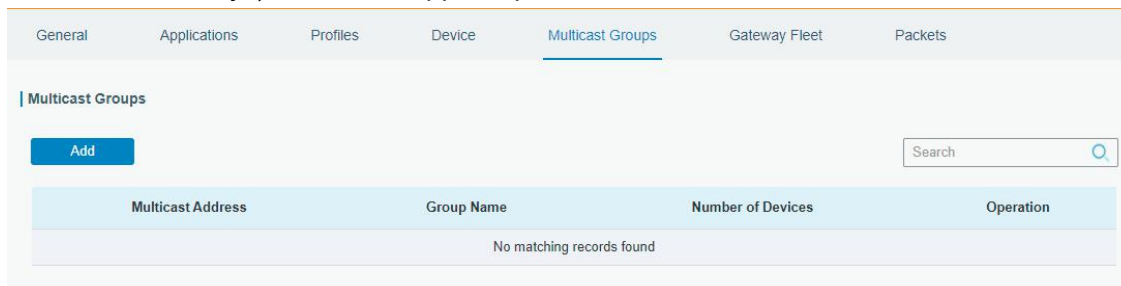 General Applications Profiles Device Multicast Groups Gateway Fleet Packets
Multicast Groups
Add Search
Multicast Address Group Name Number of Devices Operation
No matching records found